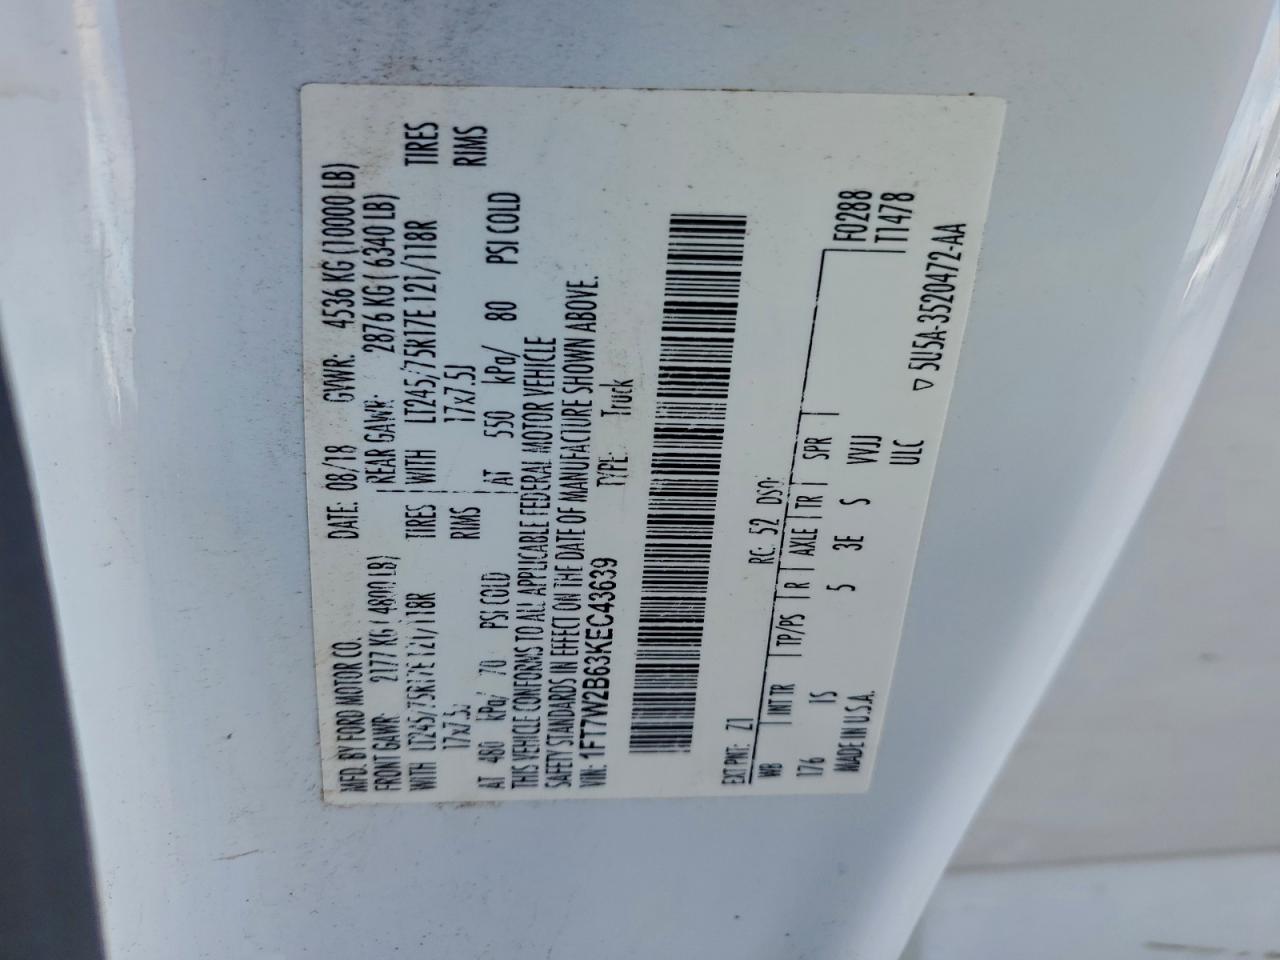 MFD. BY FORD MOTOR CO. DATE: 08/18 GVWR: 4536 KG (10000 LB)
FRONT GAWR: 2177 KG (4800 LB) REAR GAWR: 2876 KG (6340 LB)
WITH LT245/75R17E 121/118R TIRES WITH LT245/75R17E 121/118R TIRES
17x7.5J RIMS 17x7.5J RIMS
AT 480 kPa/ 70 PSI COLD AT 550 kPa/ 80 PSI COLD
THIS VEHICLE CONFORMS TO ALL APPLICABLE FEDERAL MOTOR VEHICLE
SAFETY STANDARDS IN EFFECT ON THE DATE OF MANUFACTURE SHOWN ABOVE.
VIN: 1FT7W2B63KEC43639 TYPE: Truck
EXT PNT: Z1 RC: 52 DSO:
WB INT TR TP/PS R AXLE TR SPR F0288
176 IS 5 3E S VVJJ T1478
MADE IN U.S.A. ULC
▽ 5U5A-3520472-AA